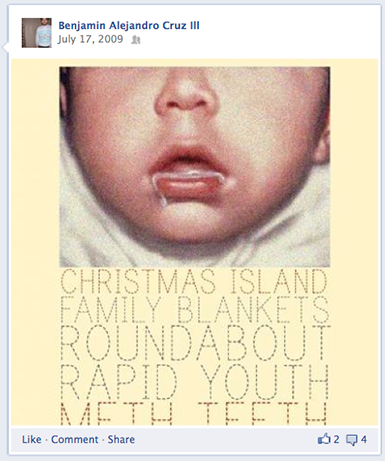 Benjamin Alejandro Cruz III
July 17, 2009
CHRISTMAS ISLAND
FAMILY BLANKETS
ROUNDABOUT
RAPID YOUTH
METH TEETH
Like · Comment · Share
2
4